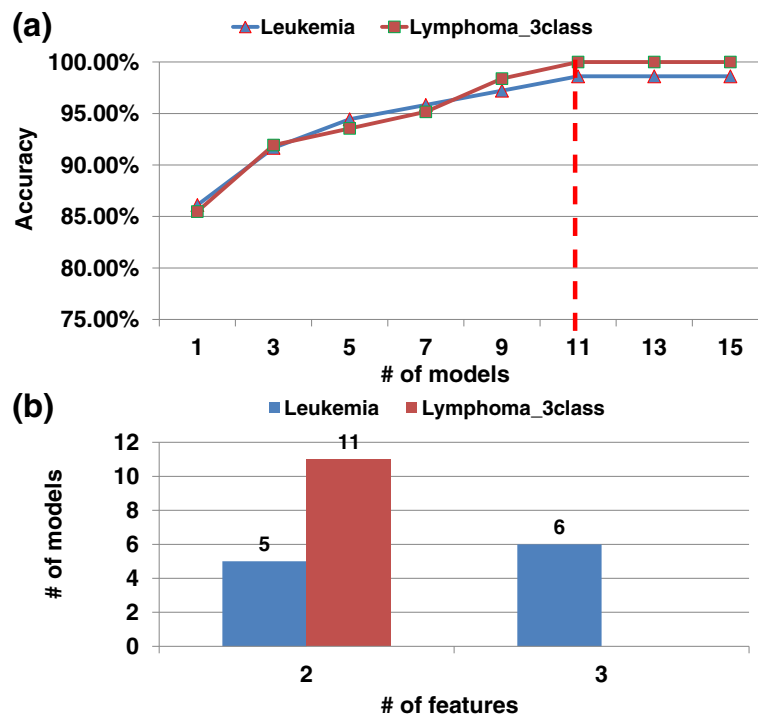 (a)
Leukemia Lymphoma_3class
100.00%
95.00%
90.00%
85.00%
80.00%
75.00%
Accuracy
1 3 5 7 9 11 13 15
# of models
(b)
Leukemia Lymphoma_3class
12
10
8
6
4
2
0
# of models
5 11 6
2 3
# of features